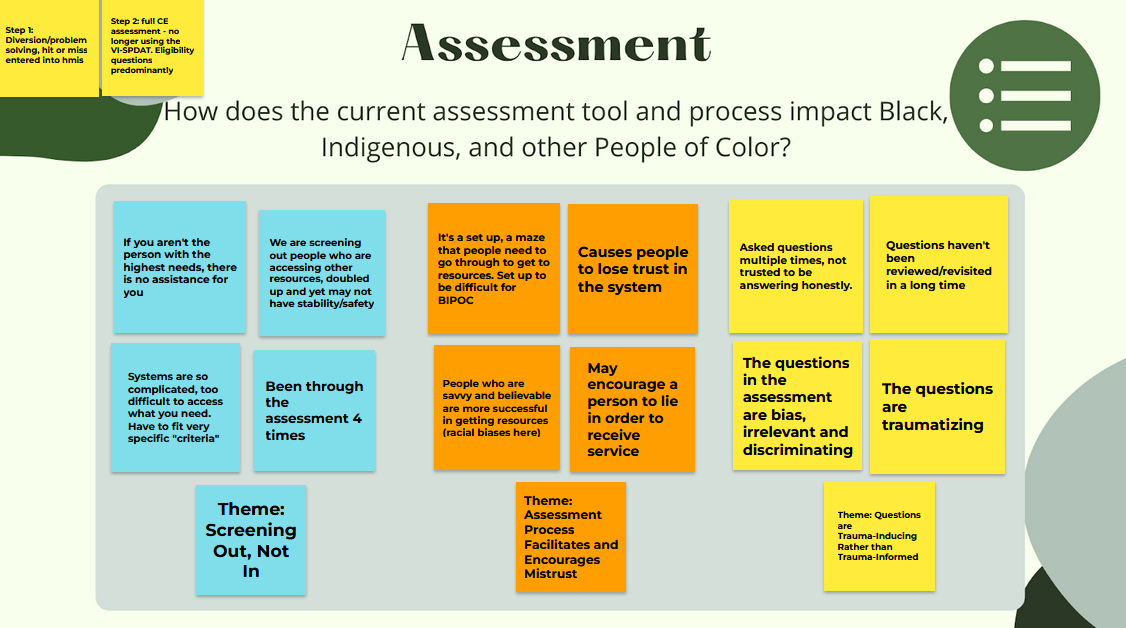 Step 1:
Diversion/problem
solving, hit or miss
entered into hmis
Step 2: full CE
assessment - no
longer using the
VI-SPDAT. Eligibility
questions
predominantly
Assessment
How does the current assessment tool and process impact Black,
Indigenous, and other People of Color?
If you aren't the
person with the
highest needs, there
is no assistance for
you
We are screening
out people who are
accessing other
resources, doubled
up and yet may not
have stability/safety
It's a set up, a maze
that people need to
go through to get to
resources. Set up to
be difficult for
BIPOC
Causes people
to lose trust in
the system
Asked questions
multiple times, not
trusted to be
answering honestly.
Questions haven't
been
reviewed/revisited
in a long time
Systems are so
complicated, too
difficult to access
what you need.
Have to fit very
specific "criteria"
Been through
the
assessment 4
times
People who are
savvy and believable
are more successful
in getting resources
(racial biases here)
May
encourage a
person to lie
in order to
receive
service
The questions
in the
assessment
are bias,
irrelevant and
discriminating
The questions
are
traumatizing
Theme:
Screening
Out, Not
In
Theme:
Assessment
Process
Facilitates and
Encourages
Mistrust
Theme: Questions
are
Trauma-Inducing
Rather than
Trauma-Informed